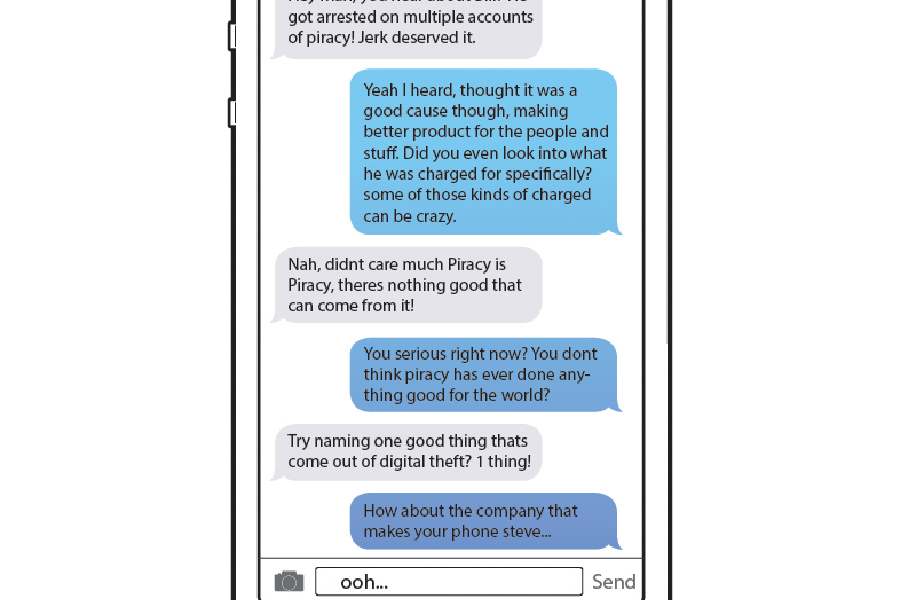 got arrested on multiple accounts
of piracy! Jerk deserved it.
Yeah I heard, thought it was a
good cause though, making
better product for the people and
stuff. Did you even look into what
he was charged for specifically?
some of those kinds of charged
can be crazy.
Nah, didnt care much Piracy is
Piracy, theres nothing good that
can come from it!
You serious right now? You dont
think piracy has ever done any-
thing good for the world?
Try naming one good thing thats
come out of digital theft? 1 thing!
How about the company that
makes your phone steve...
ooh... Send